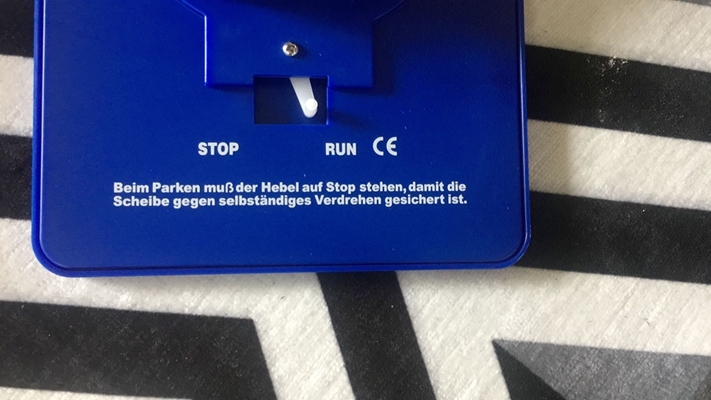 STOP RUN CE
Beim Parken muß der Hebel auf Stop stehen, damit die
Scheibe gegen selbständiges Verdrehen gesichert ist.